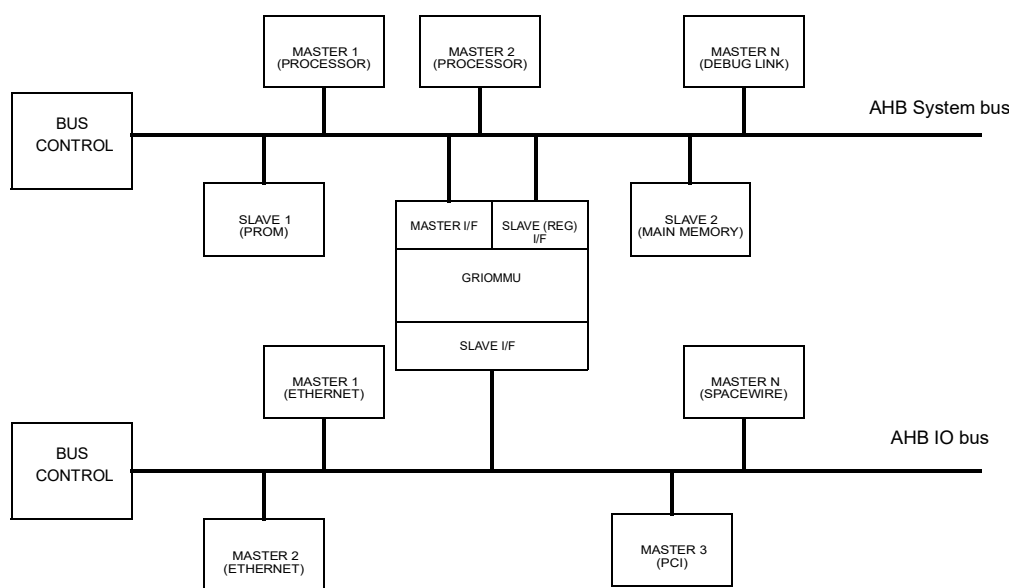 MASTER 1
(PROCESSOR)
MASTER 2
(PROCESSOR)
MASTER N
(DEBUG LINK)
AHB System bus
BUS
CONTROL
SLAVE 1
(PROM)
MASTER I/F
SLAVE (REG)
I/F
SLAVE 2
(MAIN MEMORY)
GRIOMMU
SLAVE I/F
MASTER 1
(ETHERNET)
MASTER N
(SPACEWIRE)
AHB IO bus
BUS
CONTROL
MASTER 2
(ETHERNET)
MASTER 3
(PCI)